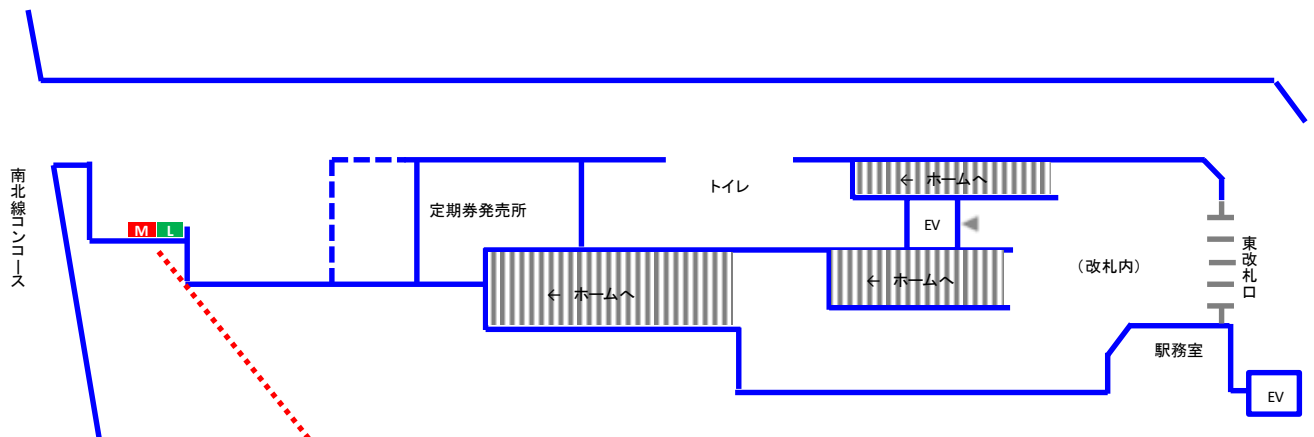 南北線コンコース
M L
定期券発売所
トイレ
← ホームへ
EV
← ホームへ
← ホームへ
(改札内)
東改札口
駅務室
EV